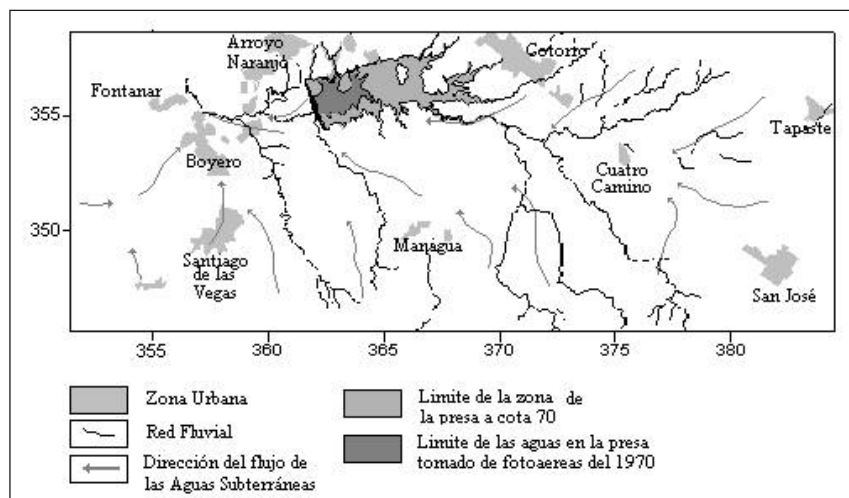 Arroyo
Naranjo
Cotorro
Fontanar
355
Tapaste
Boyero
Cuatro
Camino
350
Managua
Santiago
de las
Vegas
San José
355 360 365 370 375 380
Zona Urbana
Red Fluvial
Dirección del flujo de
las Aguas Subterráneas
Limite de la zona de
la presa a cota 70
Limite de las aguas en la presa
tomado de fotoaereas del 1970